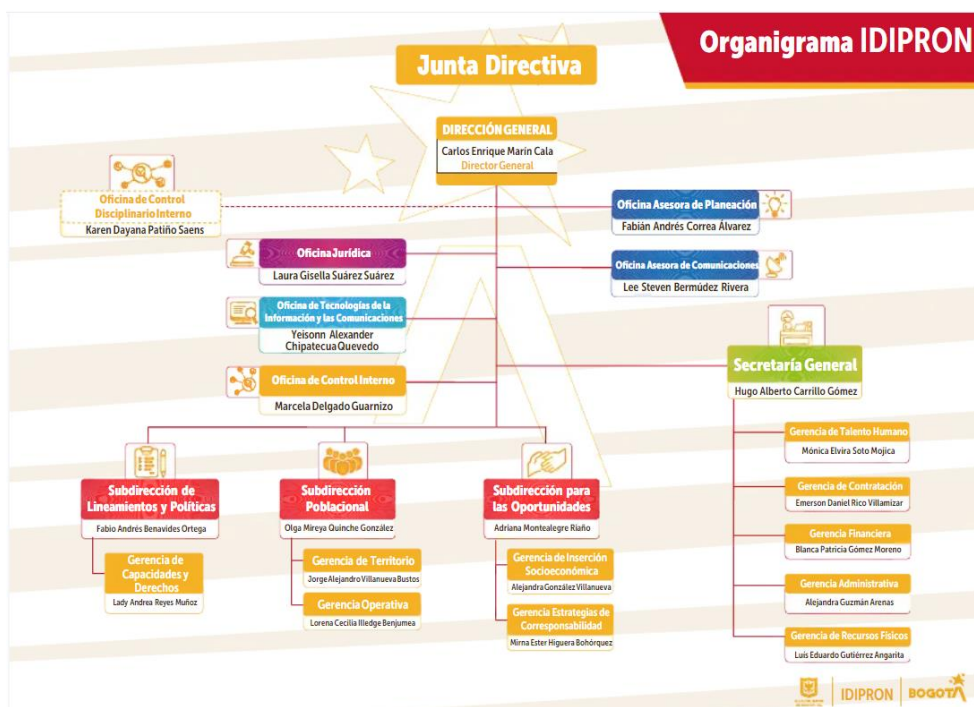 Organigrama IDIPRON
Junta Directiva
DIRECCIÓN GENERAL
Carlos Enrique Marín Cala
Director General
Oficina de Control
Disciplinario Interno
Karen Dayana Patiño Saens
Oficina Asesora de Planeación
Fabián Andrés Correa Álvarez
Oficina Jurídica
Laura Gisella Suárez Suárez
Oficina Asesora de Comunicaciones
Lee Steven Bermúdez Rivera
Oficina de Tecnologías de la
Información y las Comunicaciones
Yeisonn Alexander
Chipatecua Quevedo
Oficina de Control Interno
Marcela Delgado Guarnizo
Secretaría General
Hugo Alberto Carrillo Gómez
Gerencia de Talento Humano
Mónica Elvira Soto Mojica
Gerencia de Contratación
Emerson Daniel Rico Villamizar
Gerencia Financiera
Blanca Patricia Gómez Moreno
Gerencia Administrativa
Alejandra Guzmán Arenas
Gerencia de Recursos Físicos
Luis Eduardo Gutiérrez Angarita
Subdirección de
Lineamientos y Políticas
Fabio Andrés Benavides Ortega
Gerencia de
Capacidades y
Derechos
Lady Andrea Reyes Muñoz
Subdirección
Poblacional
Olga Mireya Quinche González
Gerencia de Territorio
Jorge Alejandro Villanueva Bustos
Gerencia Operativa
Lorena Cecilia Illedge Benjumea
Subdirección para
las Oportunidades
Adriana Montealegre Riaño
Gerencia de Inserción
Socioeconómica
Alejandra González Villanueva
Gerencia Estrategias de
Corresponsabilidad
Mirna Ester Higuera Bohórquez
IDIPRON
BOGOTA